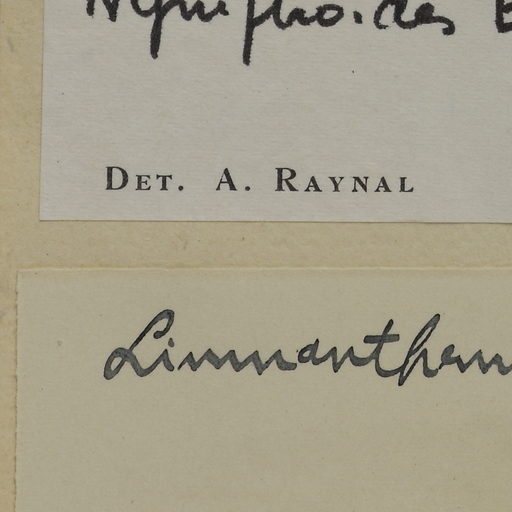 Nymphoides
DET. A. RAYNAL
Limnanthem